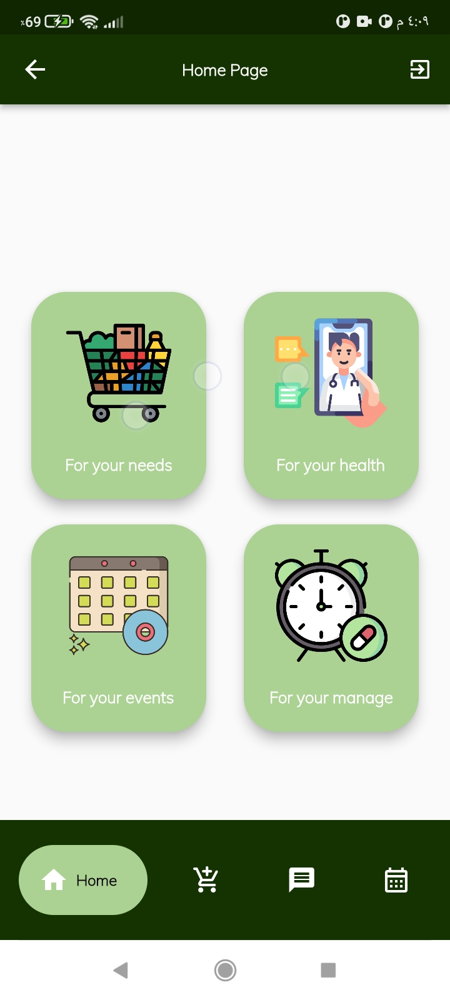 %69
٤:٠٩ م
Home Page
For your needs
For your health
For your events
For your manage
Home